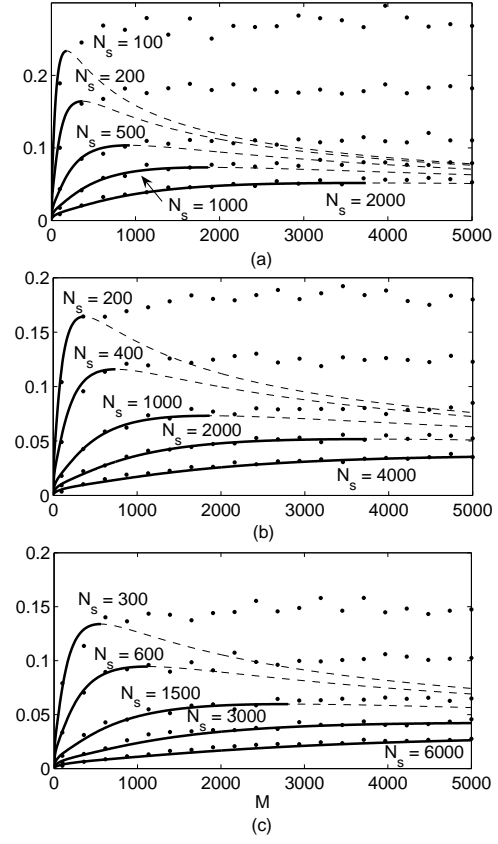 0.2
0.1
0
N_s = 100
N_s = 200
N_s = 500
N_s = 1000
N_s = 2000
0 1000 2000 3000 4000 5000
(a)
0.2
0.15
0.1
0.05
0
N_s = 200
N_s = 400
N_s = 1000
N_s = 2000
N_s = 4000
0 1000 2000 3000 4000 5000
(b)
0.2
0.15
0.1
0.05
0
N_s = 300
N_s = 600
N_s = 1500
N_s = 3000
N_s = 6000
0 1000 2000 3000 4000 5000
M
(c)